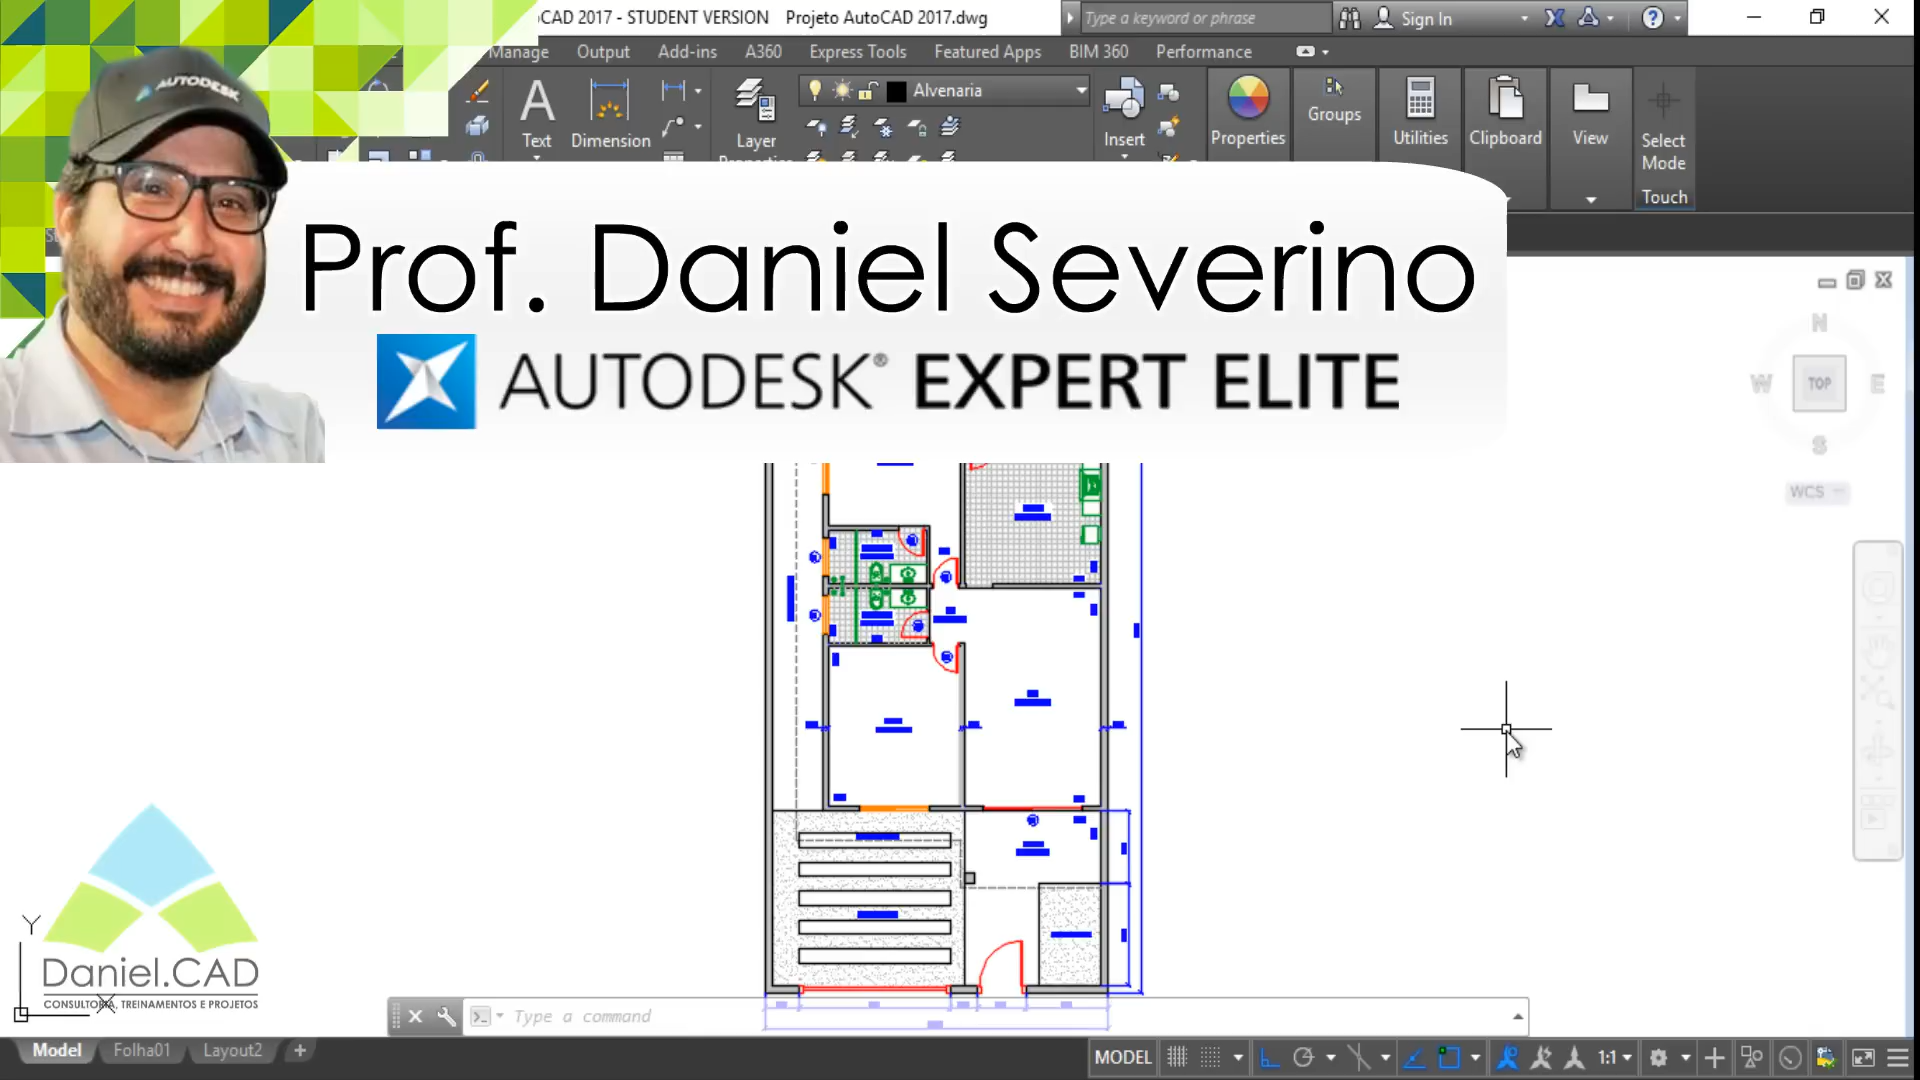 CAD 2017 - STUDENT VERSION Projeto AutoCAD 2017.dwg
Type a keyword or phrase
Sign In
Manage Output Add-ins A360 Express Tools Featured Apps BIM 360 Performance
AUTODESK
Text
Dimension
Layer
Alvenaria
Insert
Properties
Groups
Utilities
Clipboard
View
Select
Mode
Touch
Prof. Daniel Severino
AUTODESK® EXPERT ELITE
N
W TOP E
S
WCS
Y
X
Daniel.CAD
CONSULTORIA, TREINAMENTOS E PROJETOS
Type a command
Model Folha01 Layout2 +
MODEL
1:1